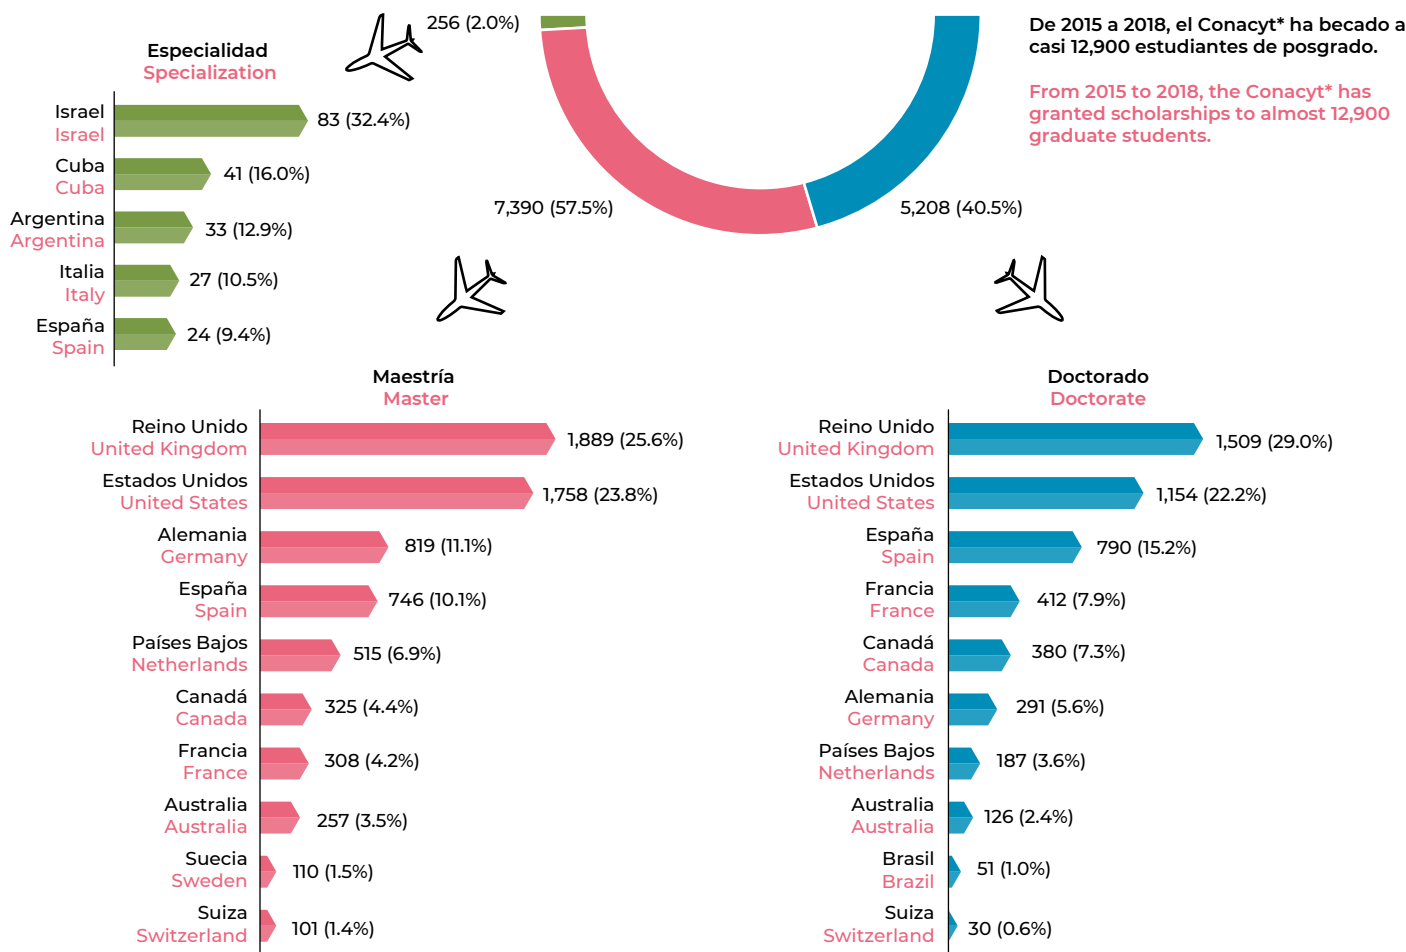 256 (2.0%)
De 2015 a 2018, el Conacyt* ha becado a
casi 12,900 estudiantes de posgrado.
From 2015 to 2018, the Conacyt* has
granted scholarships to almost 12,900
graduate students.
7,390 (57.5%)
5,208 (40.5%)
Especialidad
Specialization
Israel
Israel
83 (32.4%)
Cuba
Cuba
41 (16.0%)
Argentina
Argentina
33 (12.9%)
Italia
Italy
27 (10.5%)
España
Spain
24 (9.4%)
Maestría
Master
Reino Unido
United Kingdom
1,889 (25.6%)
Estados Unidos
United States
1,758 (23.8%)
Alemania
Germany
819 (11.1%)
España
Spain
746 (10.1%)
Países Bajos
Netherlands
515 (6.9%)
Canadá
Canada
325 (4.4%)
Francia
France
308 (4.2%)
Australia
Australia
257 (3.5%)
Suecia
Sweden
110 (1.5%)
Suiza
Switzerland
101 (1.4%)
Doctorado
Doctorate
Reino Unido
United Kingdom
1,509 (29.0%)
Estados Unidos
United States
1,154 (22.2%)
España
Spain
790 (15.2%)
Francia
France
412 (7.9%)
Canadá
Canada
380 (7.3%)
Alemania
Germany
291 (5.6%)
Países Bajos
Netherlands
187 (3.6%)
Australia
Australia
126 (2.4%)
Brasil
Brazil
51 (1.0%)
Suiza
Switzerland
30 (0.6%)